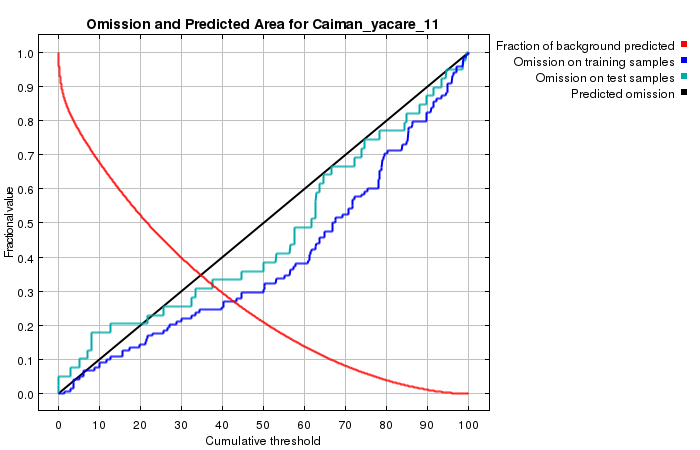 Omission and Predicted Area for Caiman_yacare_11
Fraction of background predicted
Omission on training samples
Omission on test samples
Predicted omission
Fractional value
1.0
0.9
0.8
0.7
0.6
0.5
0.4
0.3
0.2
0.1
0.0
0 10 20 30 40 50 60 70 80 90 100
Cumulative threshold